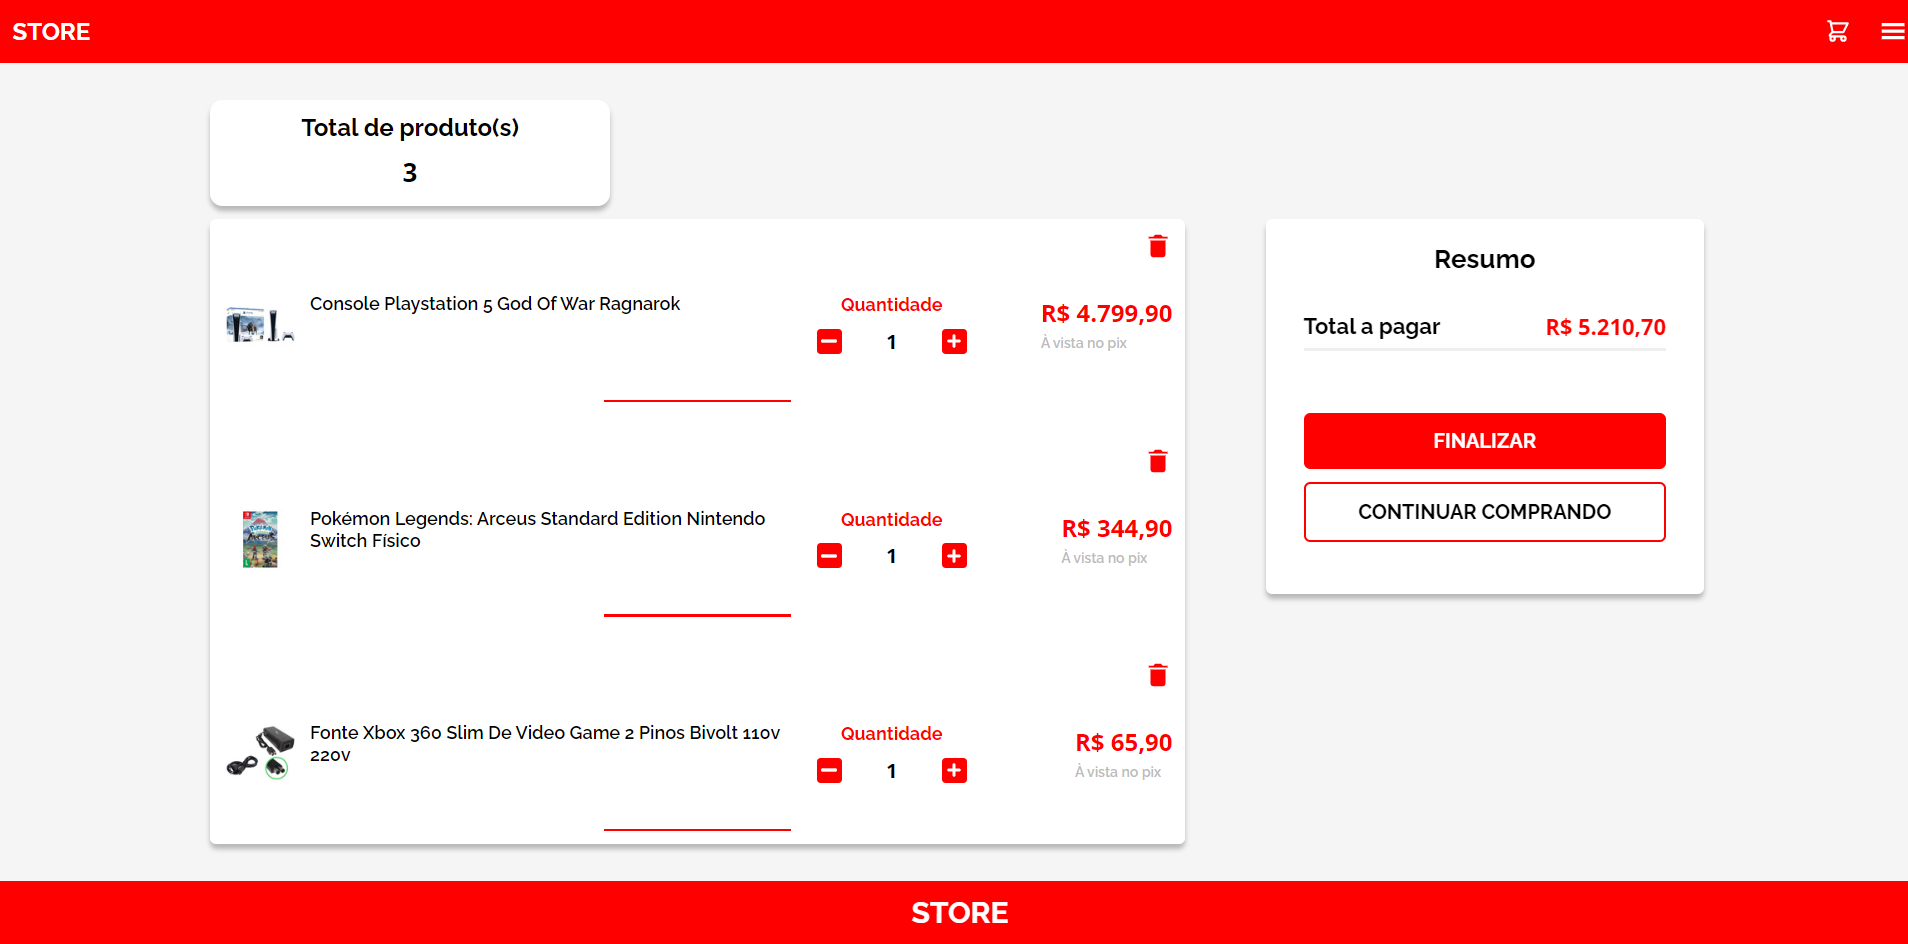 STORE
Total de produto(s)
3
Console Playstation 5 God Of War Ragnarok
Quantidade
1
R$ 4.799,90
À vista no pix
Pokémon Legends: Arceus Standard Edition Nintendo
Switch Físico
Quantidade
1
R$ 344,90
À vista no pix
Fonte Xbox 360 Slim De Video Game 2 Pinos Bivolt 110v
220v
Quantidade
1
R$ 65,90
À vista no pix
Resumo
Total a pagar
R$ 5.210,70
FINALIZAR
CONTINUAR COMPRANDO
STORE